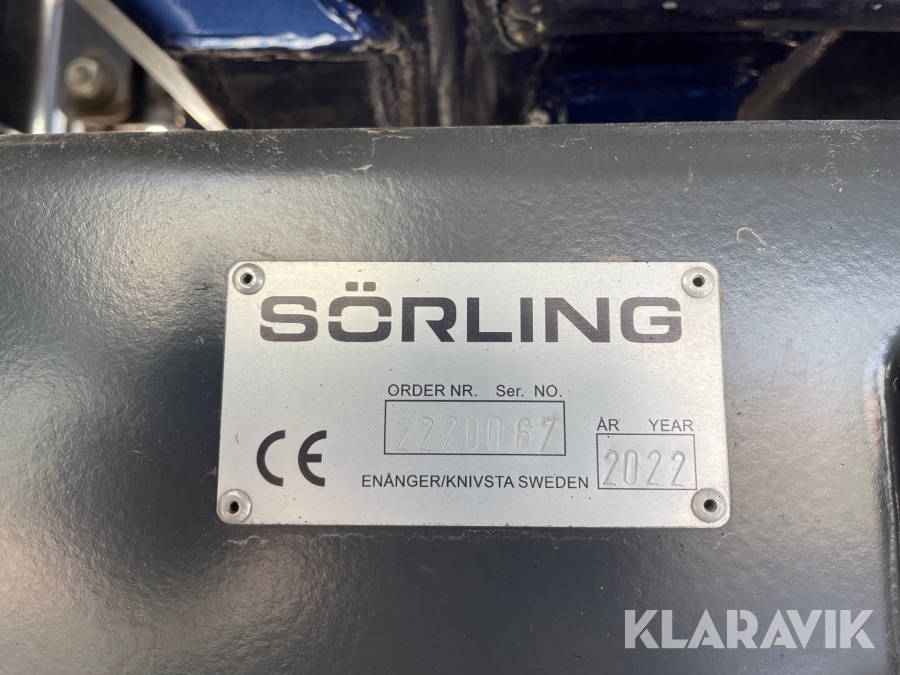 SÖRLING
ORDER NR. Ser. NO.
2220067
ÅR YEAR
2022
CE
ENÅNGER/KNIVSTA SWEDEN
KLARAVIK